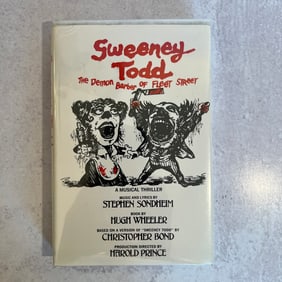 Sweeney
Todd
The Demon Barber of Fleet Street
A MUSICAL THRILLER
MUSIC AND LYRICS BY
STEPHEN SONDHEIM
BOOK BY
HUGH WHEELER
BASED ON A VERSION OF "SWEENEY TODD" BY
CHRISTOPHER BOND
PRODUCTION DIRECTED BY
HAROLD PRINCE